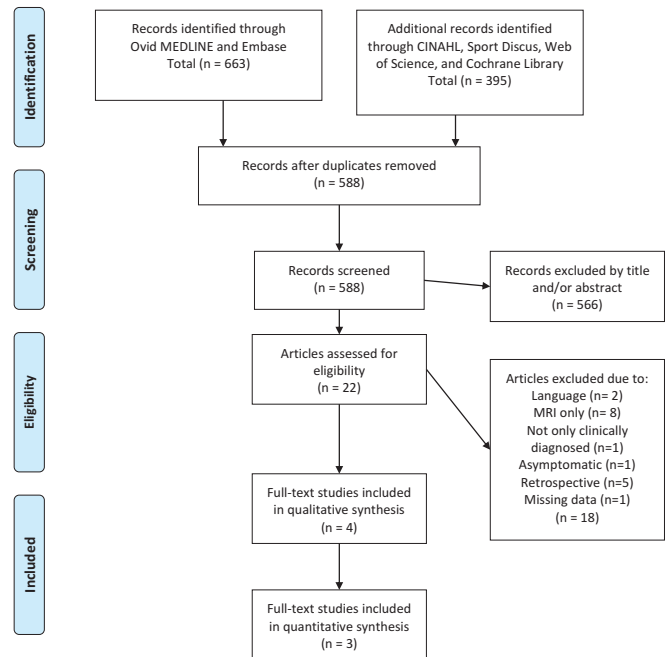 Identification
Records identified through
Ovid MEDLINE and Embase
Total (n = 663)
Additional records identified
through CINAHL, Sport Discus, Web
of Science, and Cochrane Library
Total (n = 395)
Records after duplicates removed
(n = 588)
Screening
Records screened
(n = 588)
Records excluded by title
and/or abstract
(n = 566)
Eligibility
Articles assessed for
eligibility
(n = 22)
Articles excluded due to:
Language (n= 2)
MRI only (n= 8)
Not only clinically
diagnosed (n=1)
Asymptomatic (n=1)
Retrospective (n=5)
Missing data (n=1)
(n = 18)
Included
Full-text studies included
in qualitative synthesis
(n = 4)
Full-text studies included
in quantitative synthesis
(n = 3)